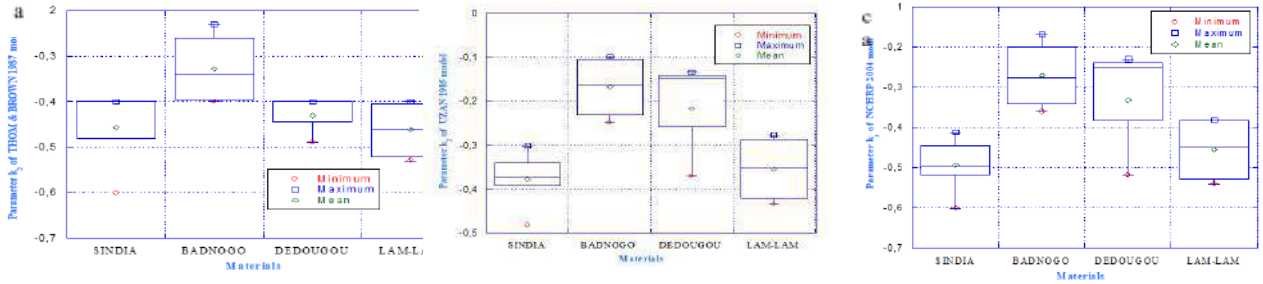 a
Parameter k2 of THOM & BROWN 1987 mo
2
-0,3
-0,4
-0,5
-0,6
-0,7
Minimum
Maximum
Mean
SINDIA BADNOGO DEDOUGOU LAM-LA
Materials
Parameter k3 of UZAN 1985 model
0
-0,1
-0,2
-0,3
-0,4
-0,5
Minimum
Maximum
Mean
SINDIA BADNOGO DEDOUGOU LAM-LAM
Materials
c
Parameter k3 of NCHRP 2004 mod
1
-0,2
-0,3
-0,4
-0,5
-0,6
-0,7
Minimum
Maximum
Mean
SINDIA BADNOGO DEDOUGOU LAM-LAM
Materials